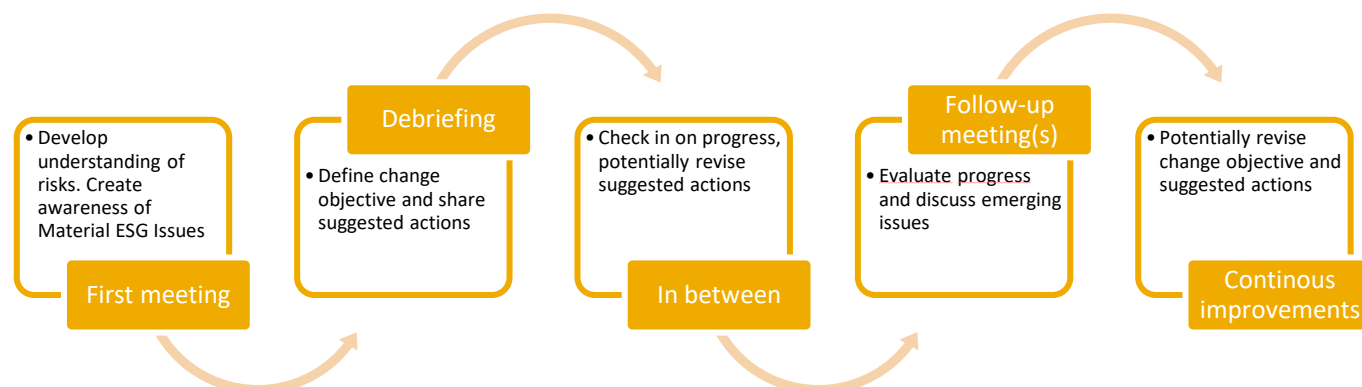 • Develop
understanding of
risks. Create
awareness of
Material ESG Issues
First meeting
Debriefing
• Define change
objective and share
suggested actions
• Check in on progress,
potentially revise
suggested actions
In between
Follow-up
meeting(s)
• Evaluate progress
and discuss emerging
issues
• Potentially revise
change objective and
suggested actions
Continous
improvements